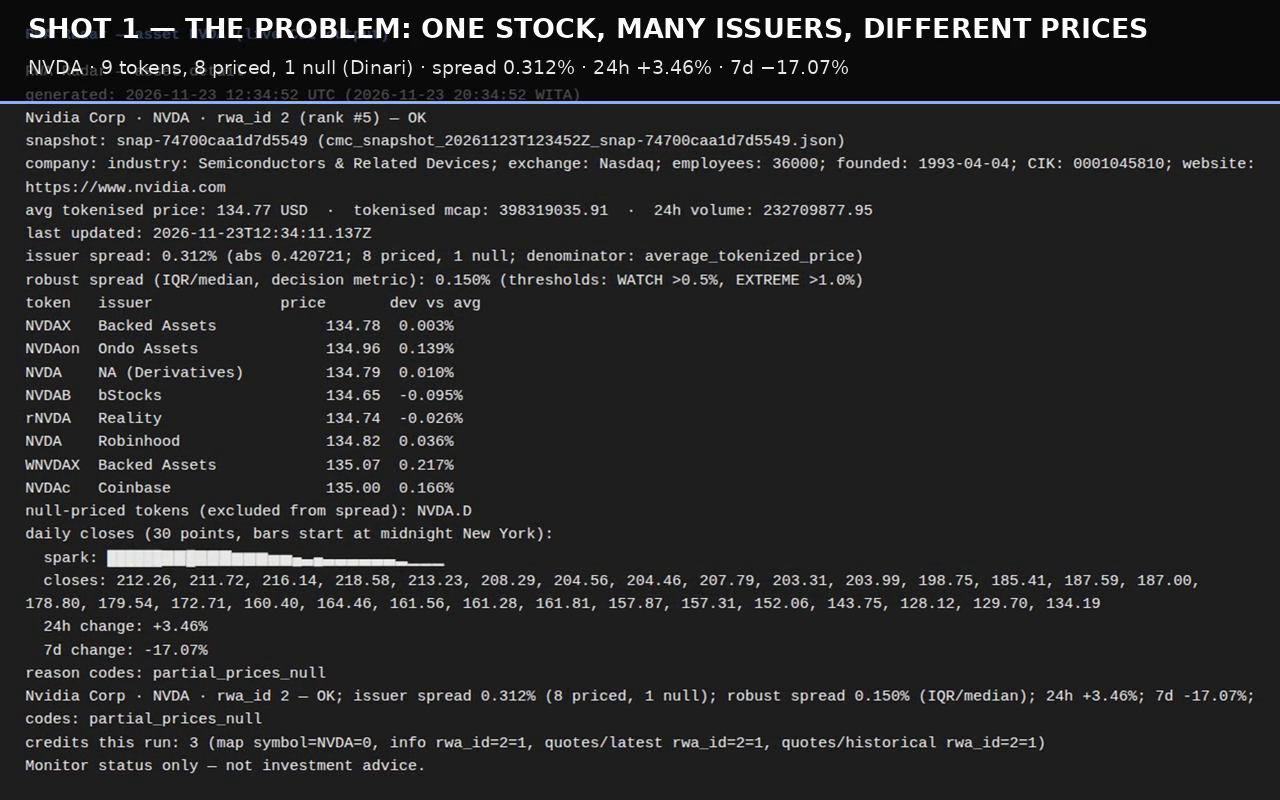 SHOT 1 — THE PROBLEM: ONE STOCK, MANY ISSUERS, DIFFERENT PRICES
NVDA · 9 tokens, 8 priced, 1 null (Dinari) · spread 0.312% · 24h +3.46% · 7d −17.07%
generated: 2026-11-23 12:34:52 UTC (2026-11-23 20:34:52 WITA)
Nvidia Corp · NVDA · rwa_id 2 (rank #5) — OK
snapshot: snap-74700caa1d7d5549 (cmc_snapshot_20261123T123452Z_snap-74700caa1d7d5549.json)
company: industry: Semiconductors & Related Devices; exchange: Nasdaq; employees: 36000; founded: 1993-04-04; CIK: 0001045810; website:
https://www.nvidia.com
avg tokenised price: 134.77 USD · tokenised mcap: 398319035.91 · 24h volume: 232709877.95
last updated: 2026-11-23T12:34:11.137Z
issuer spread: 0.312% (abs 0.420721; 8 priced, 1 null; denominator: average_tokenized_price)
robust spread (IQR/median, decision metric): 0.150% (thresholds: WATCH >0.5%, EXTREME >1.0%)
token issuer price dev vs avg
NVDAX Backed Assets 134.78 0.003%
NVDAon Ondo Assets 134.96 0.139%
NVDA NA (Derivatives) 134.79 0.010%
NVDAB bStocks 134.65 -0.095%
rNVDA Reality 134.74 -0.026%
NVDA Robinhood 134.82 0.036%
WNVDAX Backed Assets 135.07 0.217%
NVDAc Coinbase 135.00 0.166%
null-priced tokens (excluded from spread): NVDA.D
daily closes (30 points, bars start at midnight New York):
spark:
closes: 212.26, 211.72, 216.14, 218.58, 213.23, 208.29, 204.56, 204.46, 207.79, 203.31, 203.99, 198.75, 185.41, 187.59, 187.00,
178.80, 179.54, 172.71, 160.40, 164.46, 161.56, 161.28, 161.81, 157.87, 157.31, 152.06, 143.75, 128.12, 129.70, 134.19
24h change: +3.46%
7d change: -17.07%
reason codes: partial_prices_null
Nvidia Corp · NVDA · rwa_id 2 — OK; issuer spread 0.312% (8 priced, 1 null); robust spread 0.150% (IQR/median); 24h +3.46%; 7d -17.07%;
codes: partial_prices_null
credits this run: 3 (map symbol=NVDA=0, info rwa_id=2=1, quotes/latest rwa_id=2=1, quotes/historical rwa_id=2=1)
Monitor status only — not investment advice.